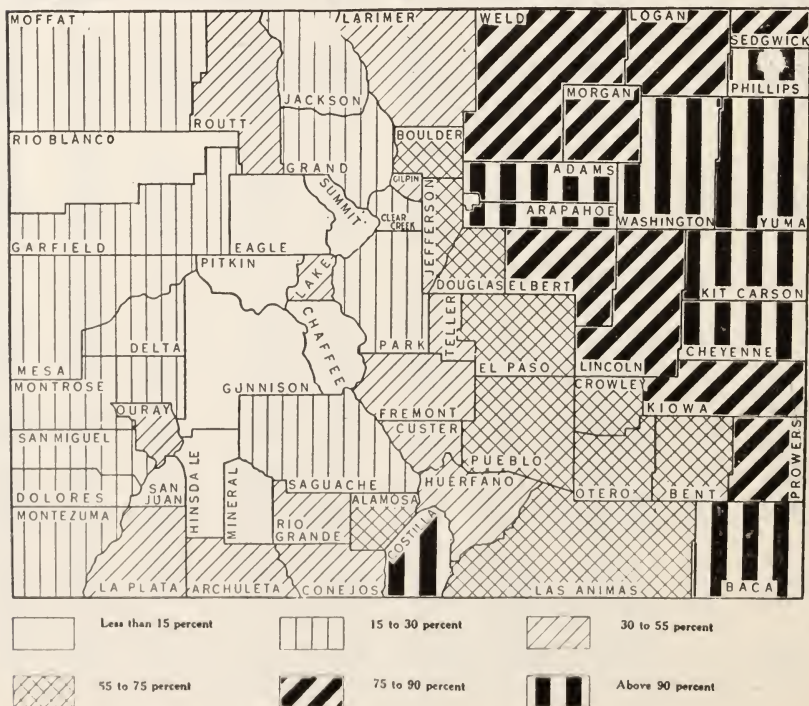 MOFFAT
LARIMER
WELD
LOGAN
SEDGWICK
PHILLIPS
MORGAN
JACKSON
ROUTT
BOULDER
RIO BLANCO
GRAND
GILPIN
ADAMS
SUMMIT
ARAPAHOE
CLEAR CREEK
JEFFERSON
WASHINGTON
YUMA
GARFIELD
EAGLE
PITKIN
LAKE
DOUGLAS
ELBERT
KIT CARSON
CHAFFEE
TELLER
DELTA
PARK
CHEYENNE
MESA
EL PASO
LINCOLN
MONTROSE
GUNNISON
CROWLEY
OURAY
FREMONT
KIOWA
SAN MIGUEL
CUSTER
PROWERS
PUEBLO
HINSDALE
MINERAL
HUERFANO
DOLORES
SAN JUAN
SAGUACHE
OTERO
BENT
MONTEZUMA
ALAMOSA
RIO GRANDE
COSTILLA
LA PLATA
ARCHULETA
CONEJOS
LAS ANIMAS
BACA
Less than 15 percent
15 to 30 percent
30 to 55 percent
55 to 75 percent
75 to 90 percent
Above 90 percent